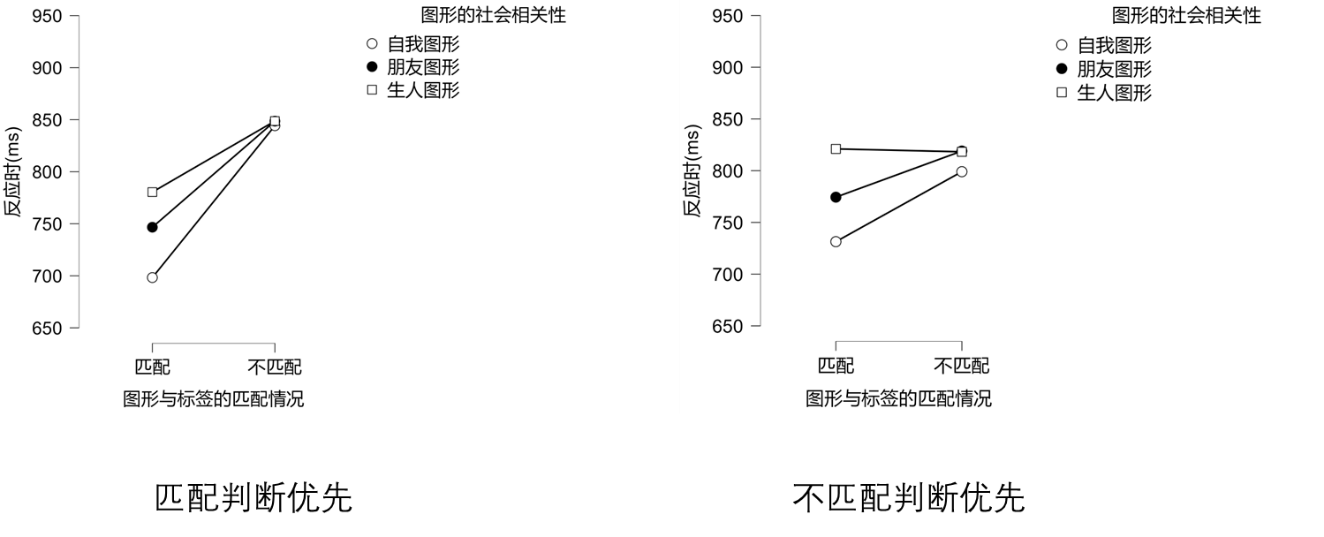 图形的社会相关性
自我图形
朋友图形
生人图形
950
900
850
800
750
700
650
反应时(ms)
匹配 不匹配
图形与标签的匹配情况
匹配判断优先
图形的社会相关性
自我图形
朋友图形
生人图形
950
900
850
800
750
700
650
反应时(ms)
匹配 不匹配
图形与标签的匹配情况
不匹配判断优先